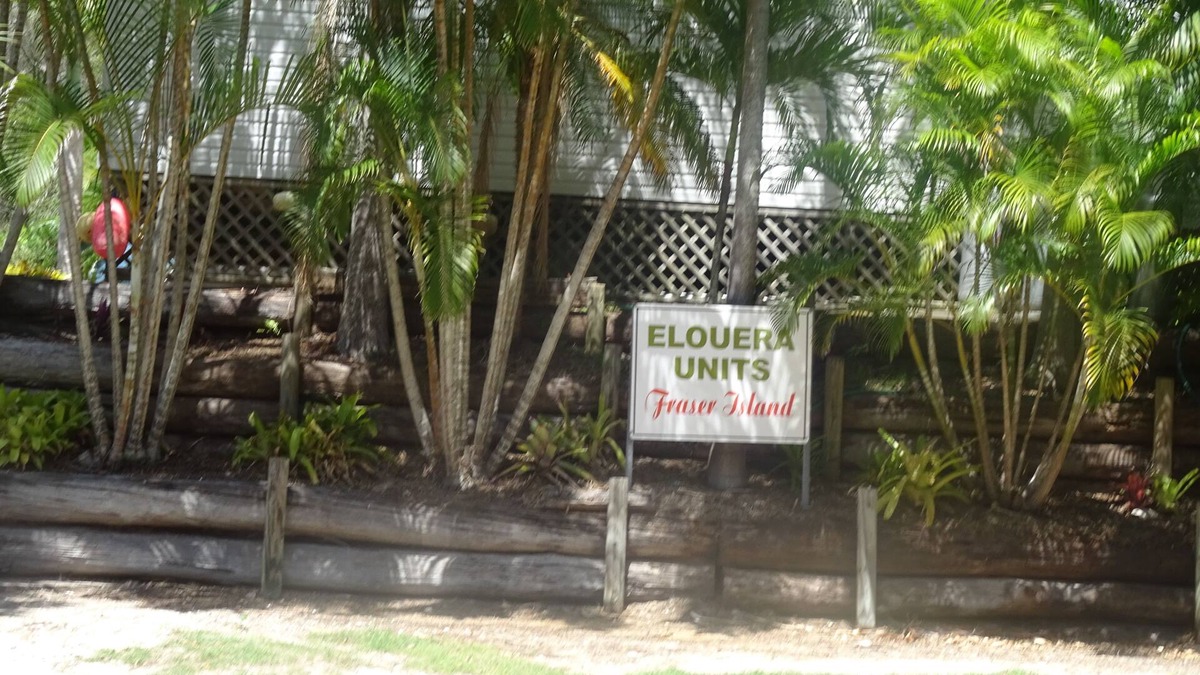 ELOUERA
UNITS
Fraser Island